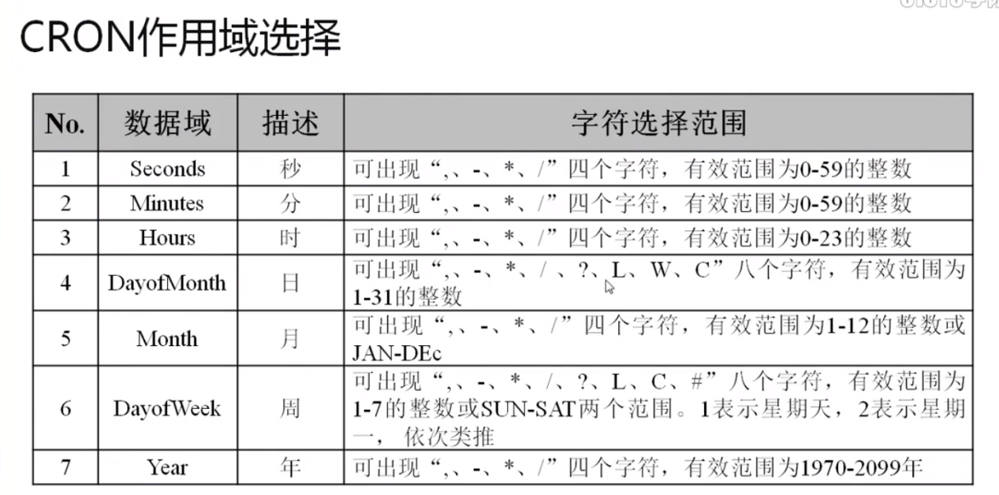 CRON作用域选择
No. 数据域 描述 字符选择范围
1 Seconds 秒 可出现“,、-、*、/”四个字符，有效范围为0-59的整数
2 Minutes 分 可出现“,、-、*、/”四个字符，有效范围为0-59的整数
3 Hours 时 可出现“,、-、*、/”四个字符，有效范围为0-23的整数
4 DayofMonth 日 可出现“,、-、*、/ 、?、L、W、C”八个字符，有效范围为
1-31的整数
5 Month 月 可出现“,、-、*、/”四个字符，有效范围为1-12的整数或
JAN-DEc
6 DayofWeek 周 可出现“,、-、*、/、?、L、C、#”八个字符，有效范围为
1-7的整数或SUN-SAT两个范围。1表示星期天，2表示星期
一， 依次类推
7 Year 年 可出现“,、-、*、/”四个字符，有效范围为1970-2099年